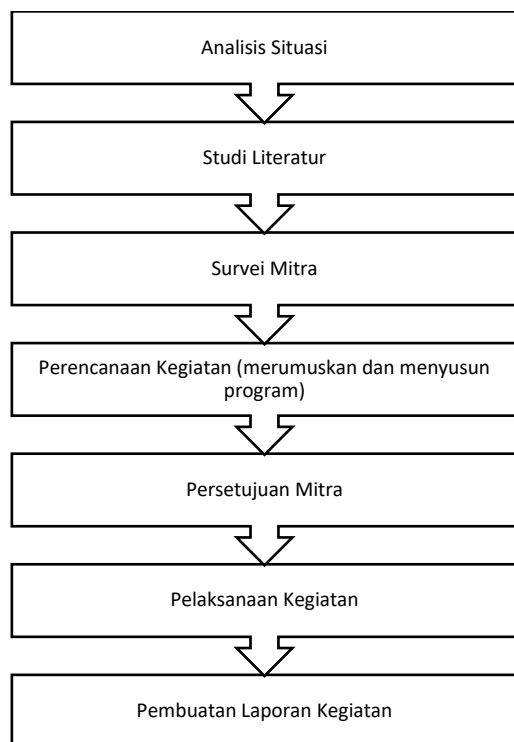 Analisis Situasi
Studi Literatur
Survei Mitra
Perencanaan Kegiatan (merumuskan dan menyusun
program)
Persetujuan Mitra
Pelaksanaan Kegiatan
Pembuatan Laporan Kegiatan